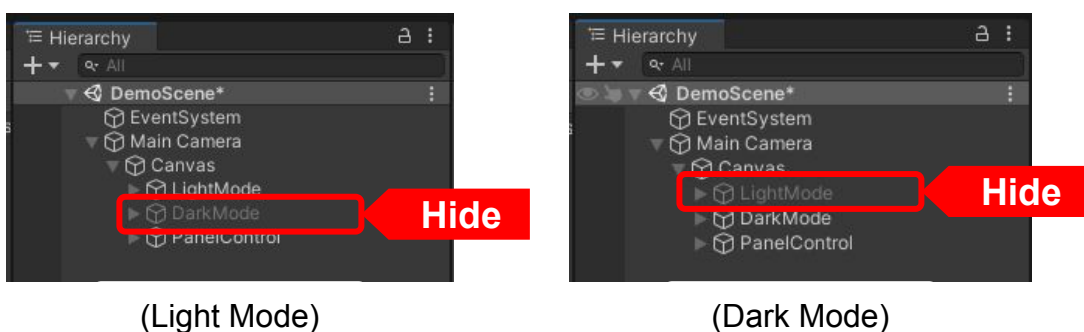 Hierarchy
All
DemoScene*
EventSystem
Main Camera
Canvas
LightMode
DarkMode
PanelControl
Hide
(Light Mode)
Hierarchy
All
DemoScene*
EventSystem
Main Camera
Canvas
LightMode
DarkMode
PanelControl
Hide
(Dark Mode)